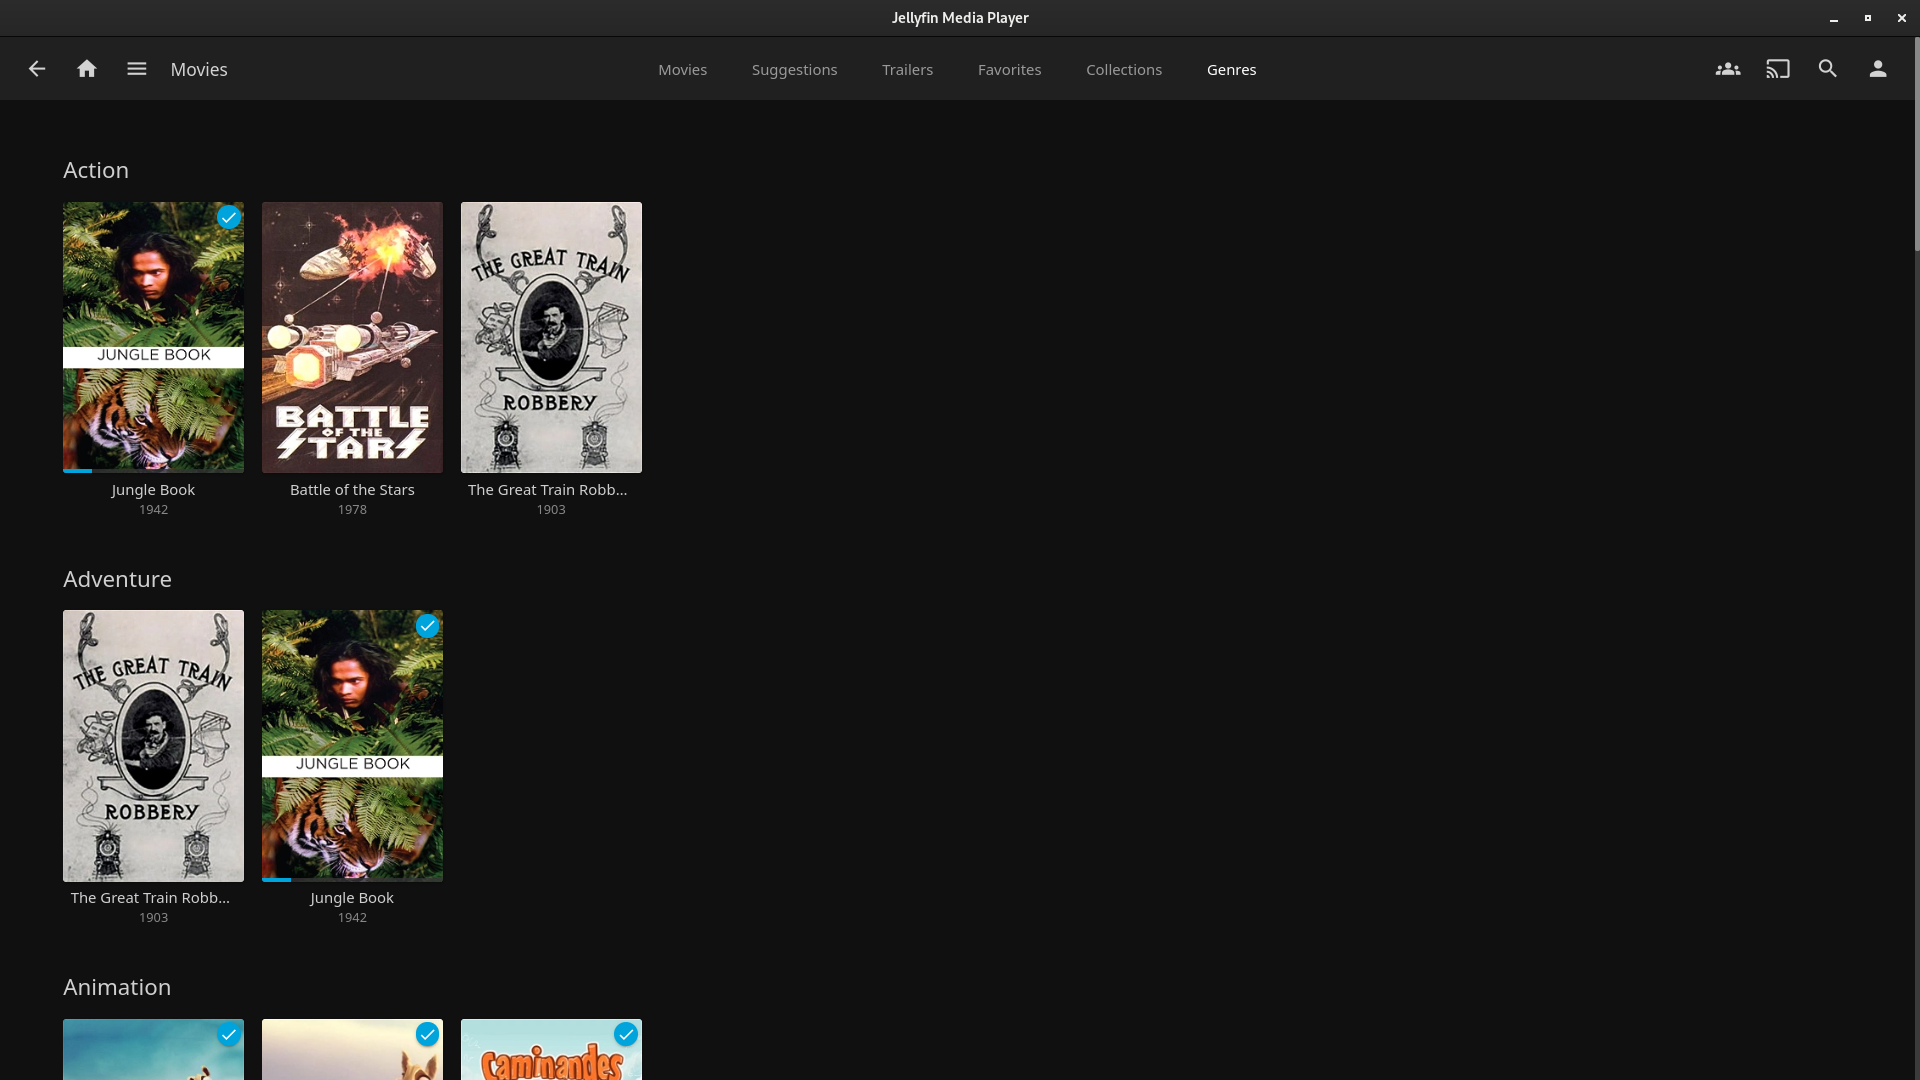 Jellyfin Media Player
Movies
Movies Suggestions Trailers Favorites Collections Genres
Action
JUNGLE BOOK
BATTLE
OF THE
STARS
THE GREAT TRAIN
ROBBERY
Jungle Book
1942
Battle of the Stars
1978
The Great Train Robb...
1903
Adventure
THE GREAT TRAIN
ROBBERY
JUNGLE BOOK
The Great Train Robb...
1903
Jungle Book
1942
Animation
Caminandes